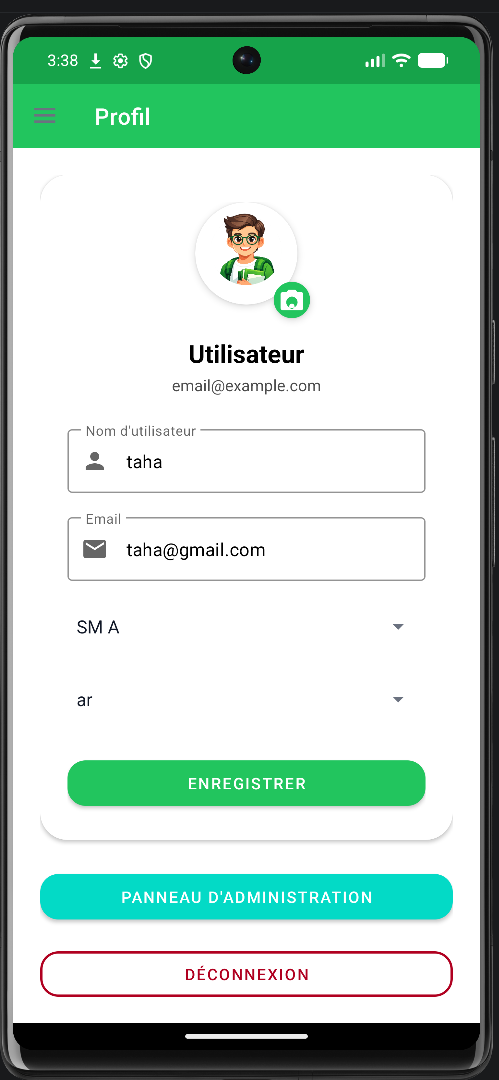 3:38
Profil
Utilisateur
email@example.com
Nom d'utilisateur
taha
Email
taha@gmail.com
SM A
ar
ENREGISTRER
PANNEAU D'ADMINISTRATION
DÉCONNEXION